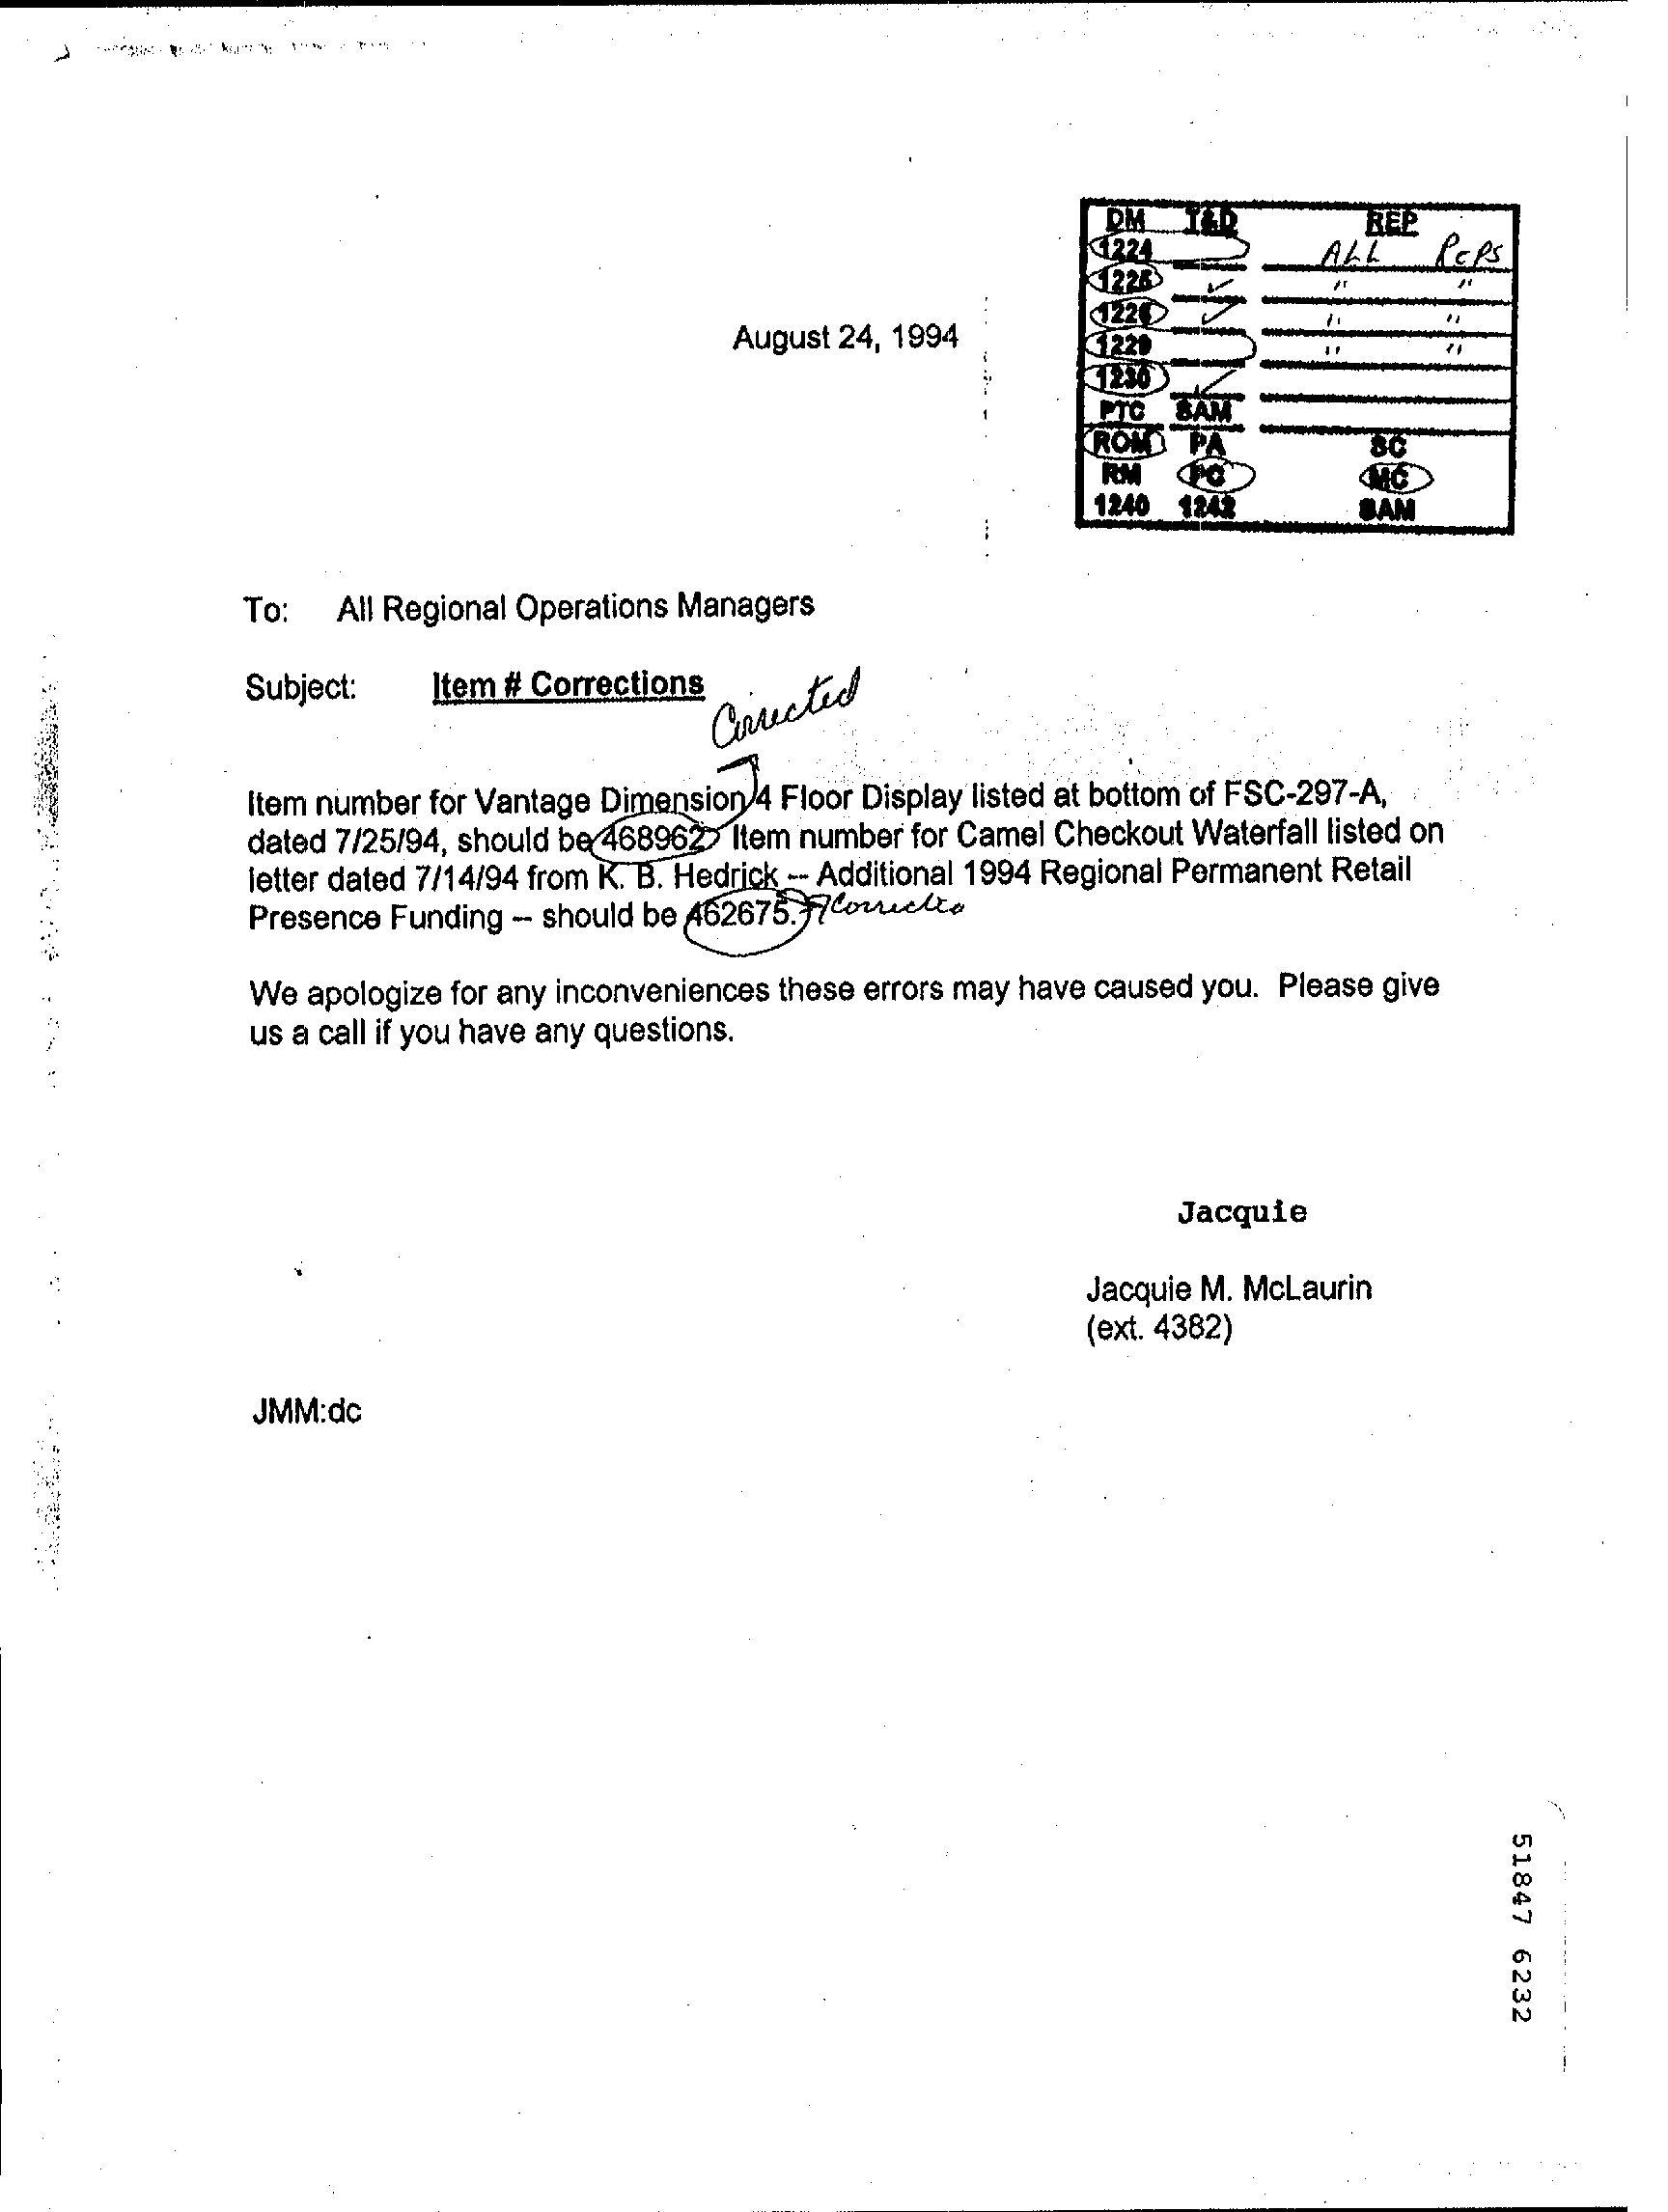 DM T&D REP
1224 ALL Reps
1225 ✓ " "
1226 ✓ " "
1229 " "
1230 ✓
PTC SAM
ROM PA SC
RM PC MC
1240 1242 SAM
August 24, 1994
To: All Regional Operations Managers
Subject: Item # Corrections
Corrected
Item number for Vantage Dimension 4 Floor Display listed at bottom of FSC-297-A,
dated 7/25/94, should be 468962. Item number for Camel Checkout Waterfall listed on
letter dated 7/14/94 from K. B. Hedrick -- Additional 1994 Regional Permanent Retail
Presence Funding -- should be 462675. Corrected
We apologize for any inconveniences these errors may have caused you. Please give
us a call if you have any questions.
Jacquie
Jacquie M. McLaurin
(ext. 4382)
JMM:dc
51847 6232